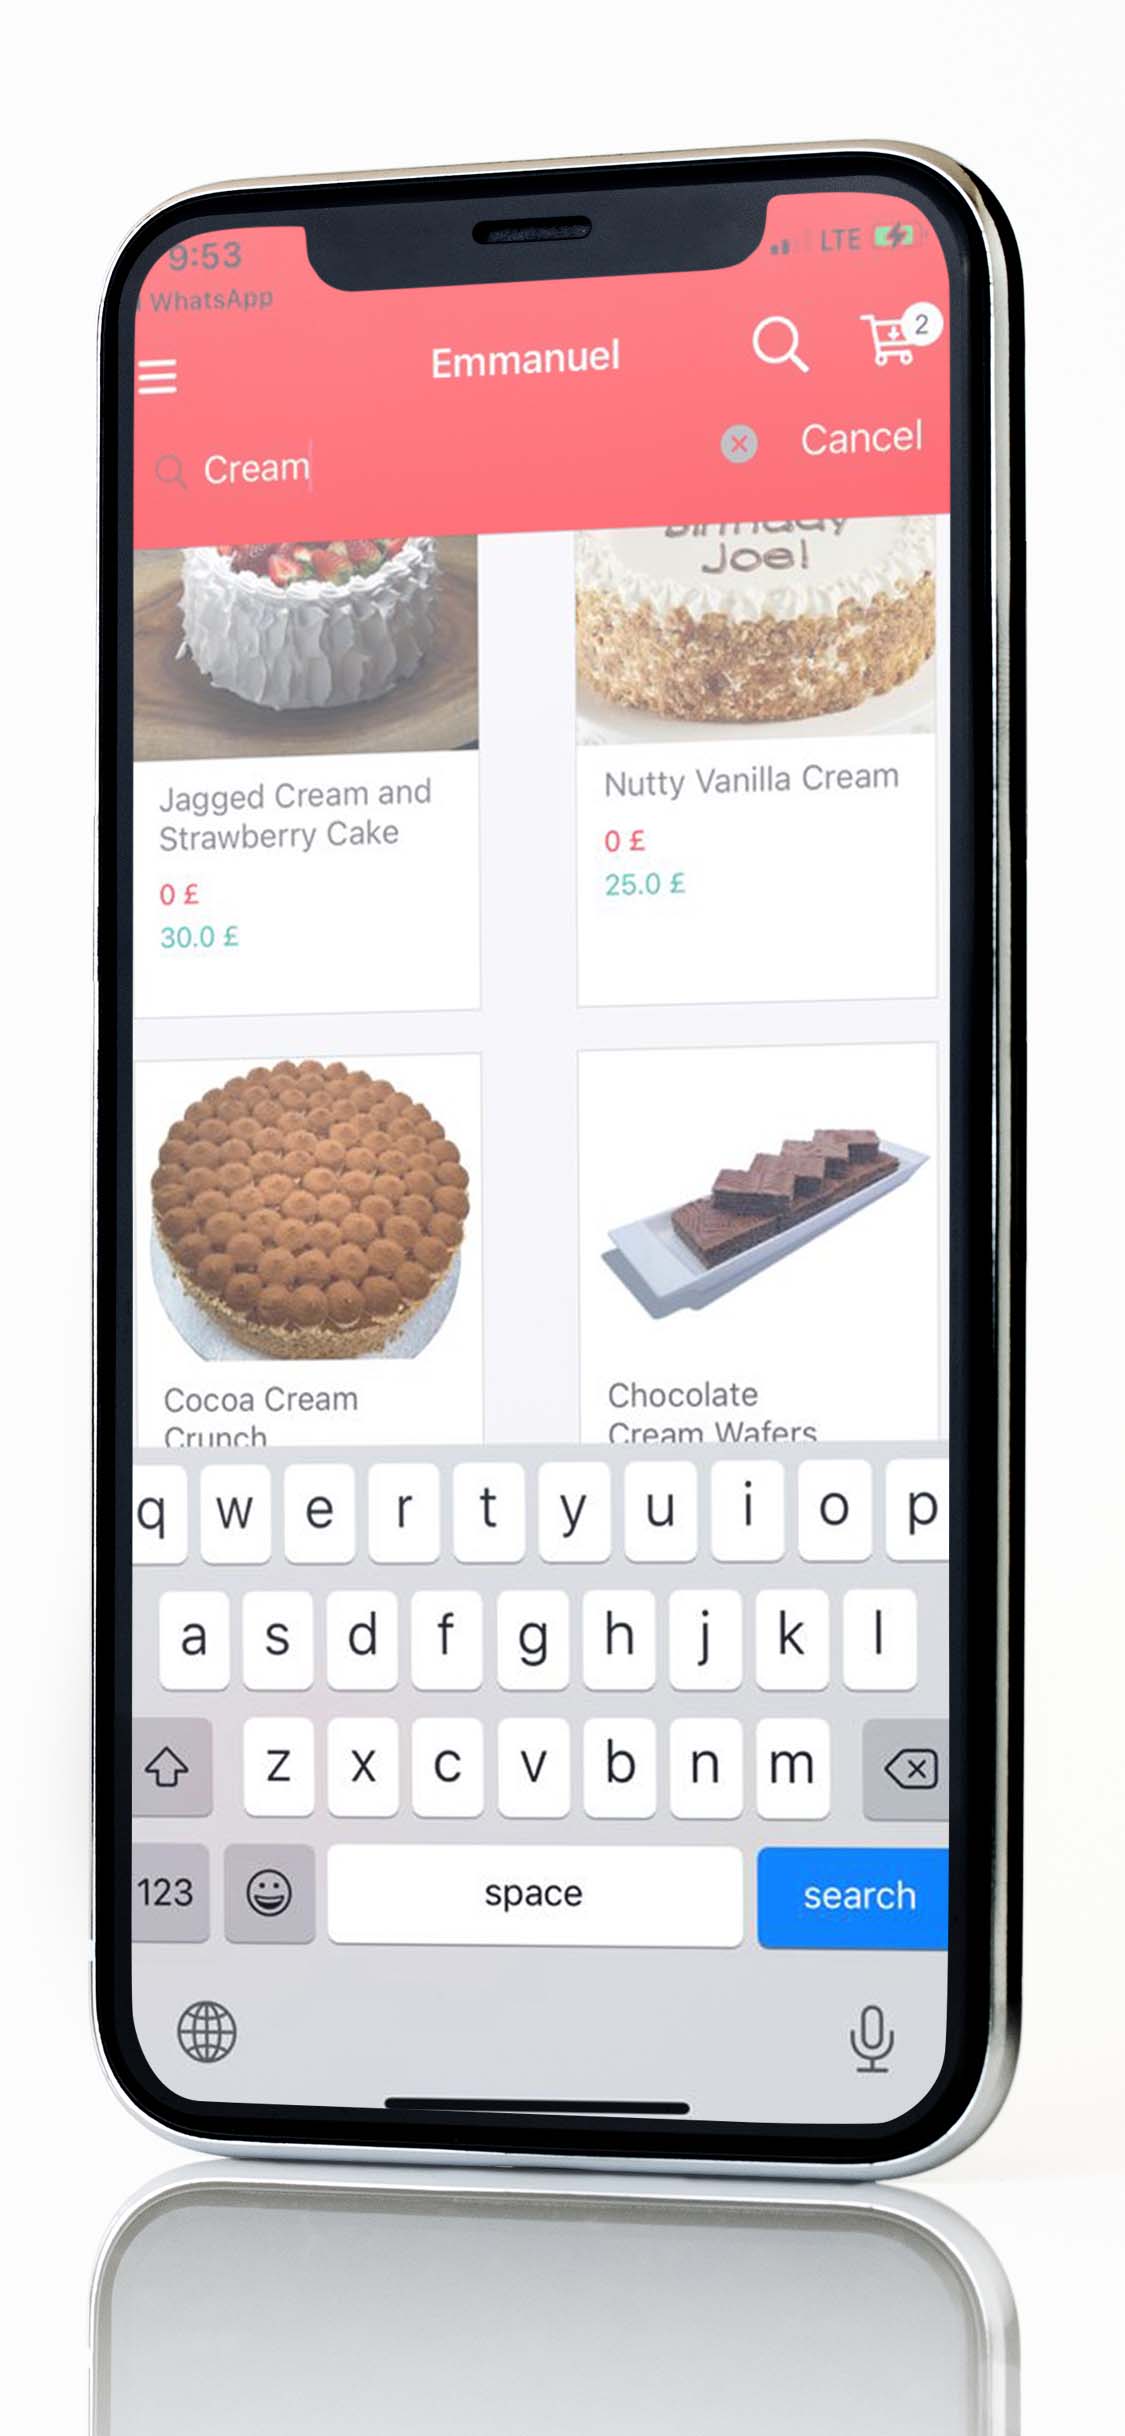 9:53
LTE
WhatsApp
Emmanuel
2
Cream
Cancel
Birthday
Joe!
Jagged Cream and
Strawberry Cake
0 £
30.0 £
Nutty Vanilla Cream
0 £
25.0 £
Cocoa Cream
Crunch
Chocolate
Cream Wafers
q w e r t y u i o p
a s d f g h j k l
z x c v b n m
123
space
search